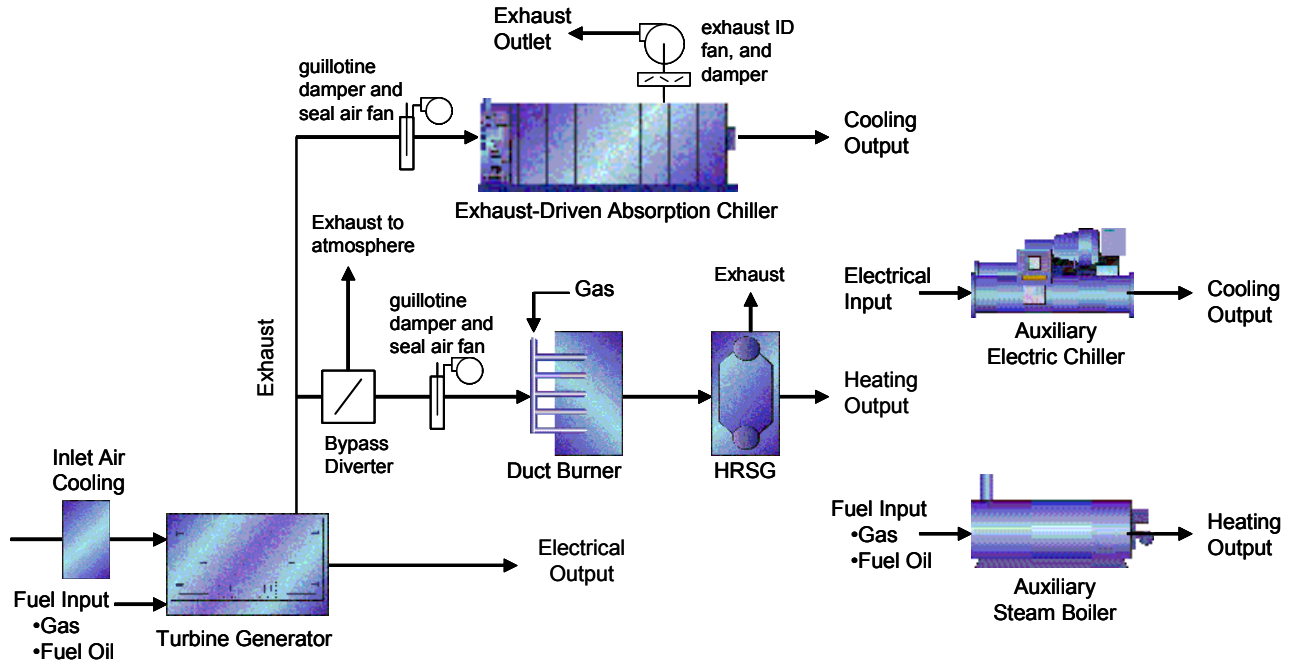 Exhaust
Outlet
exhaust ID
fan, and
damper
guillotine
damper and
seal air fan
Cooling
Output
Exhaust-Driven Absorption Chiller
Exhaust to
atmosphere
guillotine
damper and
seal air fan
Gas
Exhaust
Electrical
Input
Cooling
Output
Auxiliary
Electric Chiller
Exhaust
Heating
Output
Bypass
Diverter
Duct Burner
HRSG
Inlet Air
Cooling
Fuel Input
•Gas
•Fuel Oil
Turbine Generator
Electrical
Output
Fuel Input
•Gas
•Fuel Oil
Heating
Output
Auxiliary
Steam Boiler